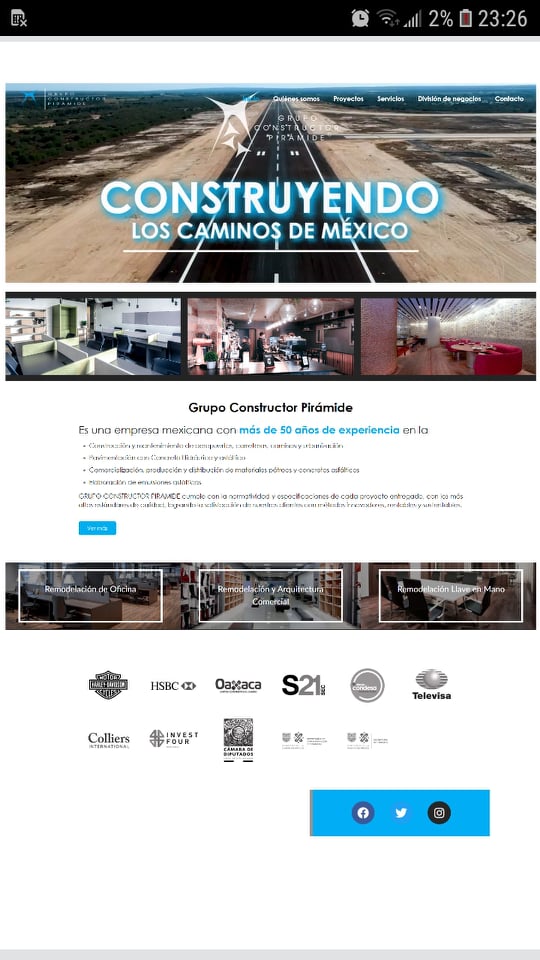 2% 23:26
GRUPO
CONSTRUCTOR
PIRÁMIDE
Inicio Quiénes somos Proyectos Servicios División de negocios Contacto
GRUPO
CONSTRUCTOR
PIRÁMIDE
CONSTRUYENDO
LOS CAMINOS DE MÉXICO
Grupo Constructor Pirámide
Es una empresa mexicana con más de 50 años de experiencia en la
Construcción y mantenimiento de aeropuertos, carreteras, caminos y urbanización
Pavimentación con Concreto Hidráulico y asfáltico
Comercialización, producción y distribución de materiales pétreos y concretos asfálticos
Elaboración de emulsiones asfálticas
GRUPO CONSTRUCTOR PIRAMIDE cumple con la normatividad y especificaciones de cada proyecto entregado, con los más
altos estándares de calidad, logrando la satisfacción de nuestros clientes con métodos innovadores, rentables y sustentables.
Ver más
Remodelación de Oficina
Remodelación y Arquitectura
Comercial
Remodelación Llave en Mano
MOTOR
HARLEY-DAVIDSON
HSBC
Oaxaca
S21 SEC
condesa
Televisa
Colliers
INTERNATIONAL
INVEST
FOUR
CÁMARA DE
DIPUTADOS